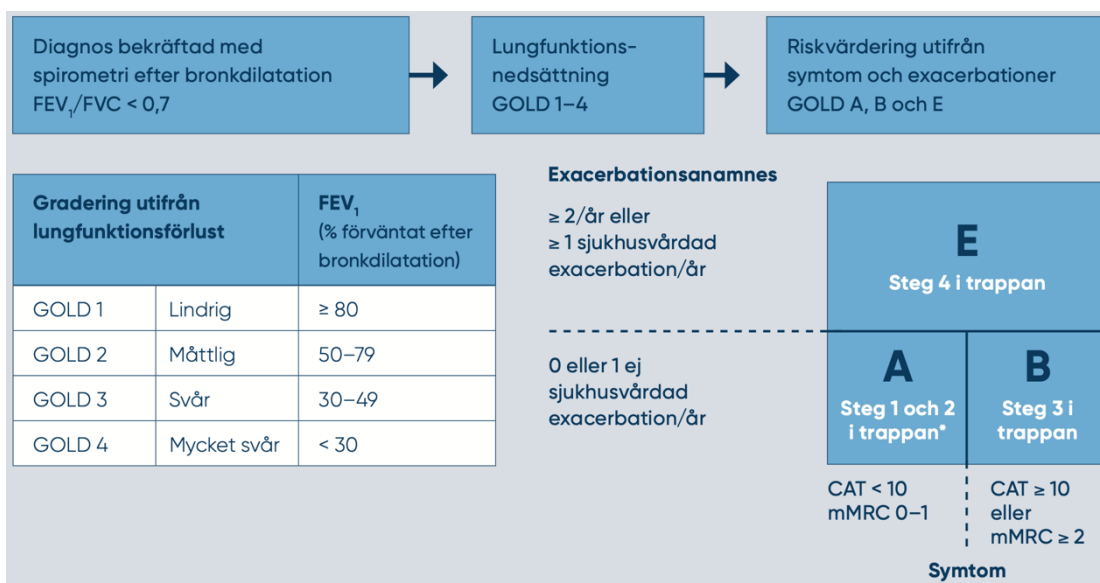 Diagnos bekräftad med
spirometri efter bronkdilatation
FEV₁/FVC < 0,7
Lungfunktions-
nedsättning
GOLD 1–4
Riskvärdering utifrån
symtom och exacerbationer
GOLD A, B och E
Gradering utifrån
lungfunktionsförlust
FEV₁
(% förväntat efter
bronkdilatation)
GOLD 1 Lindrig ≥ 80
GOLD 2 Måttlig 50–79
GOLD 3 Svår 30–49
GOLD 4 Mycket svår < 30
Exacerbationsanamnes
≥ 2/år eller
≥ 1 sjukhusvårdad
exacerbation/år
E
Steg 4 i trappan
0 eller 1 ej
sjukhusvårdad
exacerbation/år
A
Steg 1 och 2
i trappan*
B
Steg 3 i
trappan
CAT < 10
mMRC 0–1
CAT ≥ 10
eller
mMRC ≥ 2
Symtom